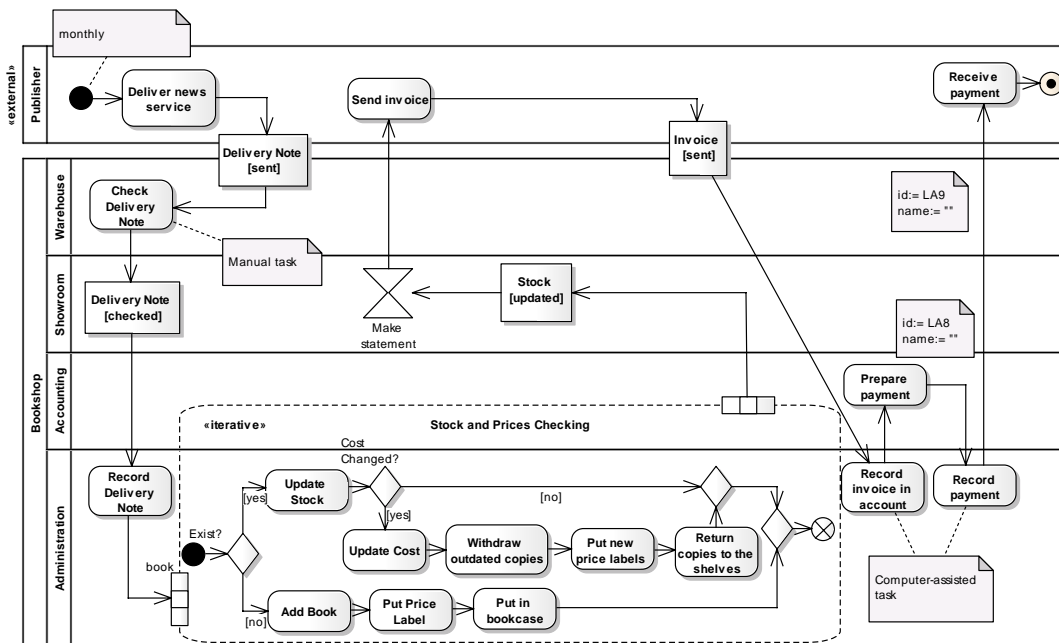 monthly
«external»
Publisher
Deliver news
service
Send invoice
Receive
payment
Delivery Note
[sent]
Invoice
[sent]
Bookshop
Warehouse
Check
Delivery
Note
Manual task
id:= LA9
name:= ""
Showroom
Delivery Note
[checked]
Make
statement
Stock
[updated]
id:= LA8
name:= ""
Accounting
Prepare
payment
«iterative»
Stock and Prices Checking
Administration
Record
Delivery
Note
book
Exist?
[yes]
Update
Stock
Cost
Changed?
[no]
[yes]
Update Cost
Withdraw
outdated copies
Put new
price labels
Return
copies to the
shelves
[no]
Add Book
Put Price
Label
Put in
bookcase
Record
invoice in
account
Record
payment
Computer-assisted
task